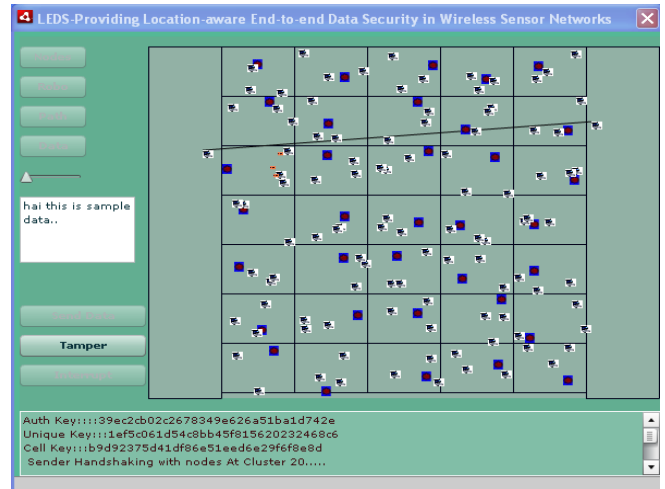 LEDS-Providing Location-aware End-to-end Data Security in Wireless Sensor Networks
hai this is sample
data..
Tamper
Auth Key::::39ec2cb02c2678349e626a51ba1d742e
Unique Key:::1ef5c061d54c8bb45f815620232468c6
Cell Key:::b9d92375d41df86e51eed6e29f6f8e8d
Sender Handshaking with nodes At Cluster 20.....